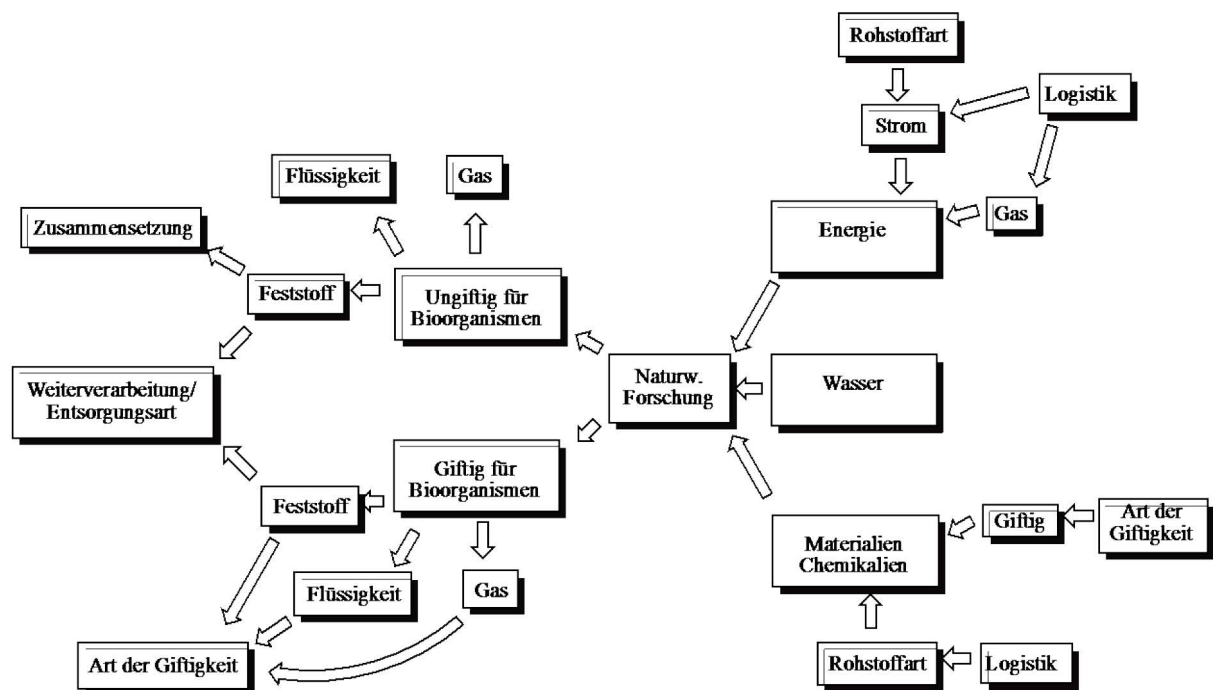 Rohstoffart
Logistik
Strom
Flüssigkeit
Gas
Zusammensetzung
Gas
Energie
Feststoff
Ungiftig für
Bioorganismen
Weiterverarbeitung/
Entsorgungsart
Naturw.
Forschung
Wasser
Giftig für
Bioorganismen
Feststoff
Giftig
Art der
Giftigkeit
Materialien
Chemikalien
Flüssigkeit
Gas
Art der Giftigkeit
Rohstoffart
Logistik